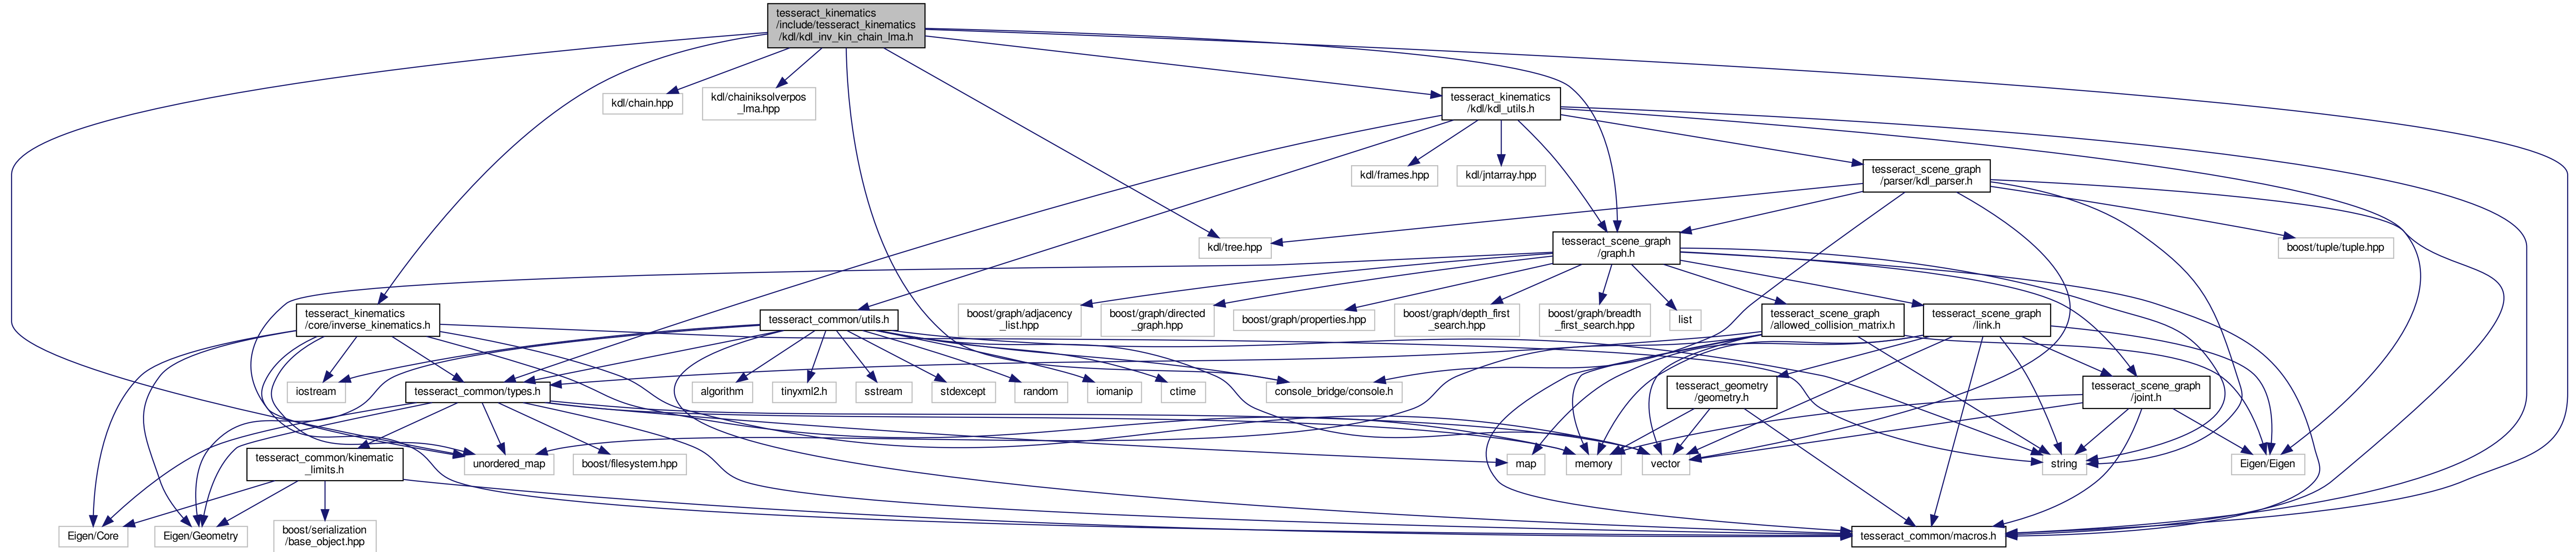 tesseract_kinematics
/include/tesseract_kinematics
/kdl/kdl_inv_kin_chain_lma.h
kdl/chain.hpp
kdl/chainiksolverpos
_lma.hpp
tesseract_kinematics
/kdl/kdl_utils.h
kdl/frames.hpp
kdl/jntarray.hpp
tesseract_scene_graph
/parser/kdl_parser.h
kdl/tree.hpp
tesseract_scene_graph
/graph.h
boost/tuple/tuple.hpp
tesseract_kinematics
/core/inverse_kinematics.h
tesseract_common/utils.h
boost/graph/adjacency
_list.hpp
boost/graph/directed
_graph.hpp
boost/graph/properties.hpp
boost/graph/depth_first
_search.hpp
boost/graph/breadth
_first_search.hpp
list
tesseract_scene_graph
/allowed_collision_matrix.h
tesseract_scene_graph
/link.h
iostream
tesseract_common/types.h
algorithm
tinyxml2.h
sstream
stdexcept
random
iomanip
ctime
console_bridge/console.h
tesseract_geometry
/geometry.h
tesseract_scene_graph
/joint.h
tesseract_common/kinematic
_limits.h
unordered_map
boost/filesystem.hpp
map
memory
vector
string
Eigen/Eigen
Eigen/Core
Eigen/Geometry
boost/serialization
/base_object.hpp
tesseract_common/macros.h